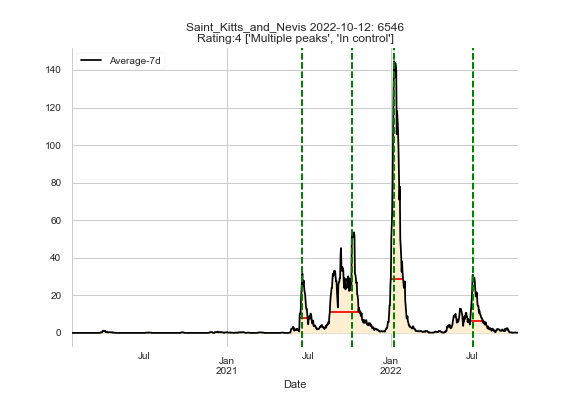 Saint_Kitts_and_Nevis 2022-10-12: 6546
Rating:4 ['Multiple peaks', 'In control']
Average-7d
140
120
100
80
60
40
20
0
Jul
Jan
2021
Jul
Jan
2022
Jul
Date